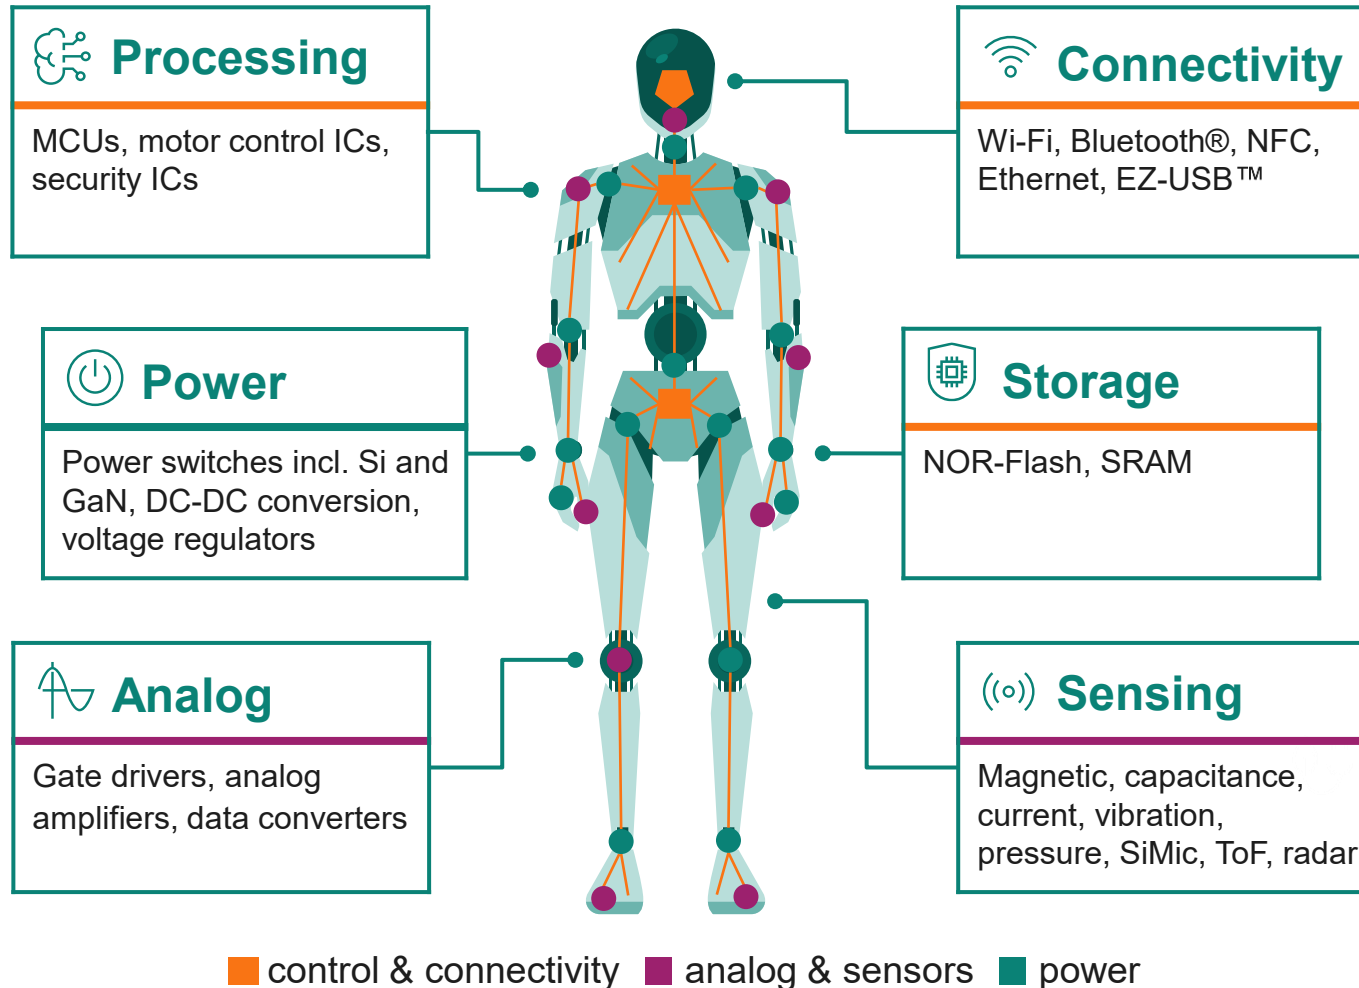 Processing
MCUs, motor control ICs,
security ICs
Connectivity
Wi-Fi, Bluetooth®, NFC,
Ethernet, EZ-USB™
Power
Power switches incl. Si and
GaN, DC-DC conversion,
voltage regulators
Storage
NOR-Flash, SRAM
Analog
Gate drivers, analog
amplifiers, data converters
Sensing
Magnetic, capacitance,
current, vibration,
pressure, SiMic, ToF, radar
control & connectivity analog & sensors power